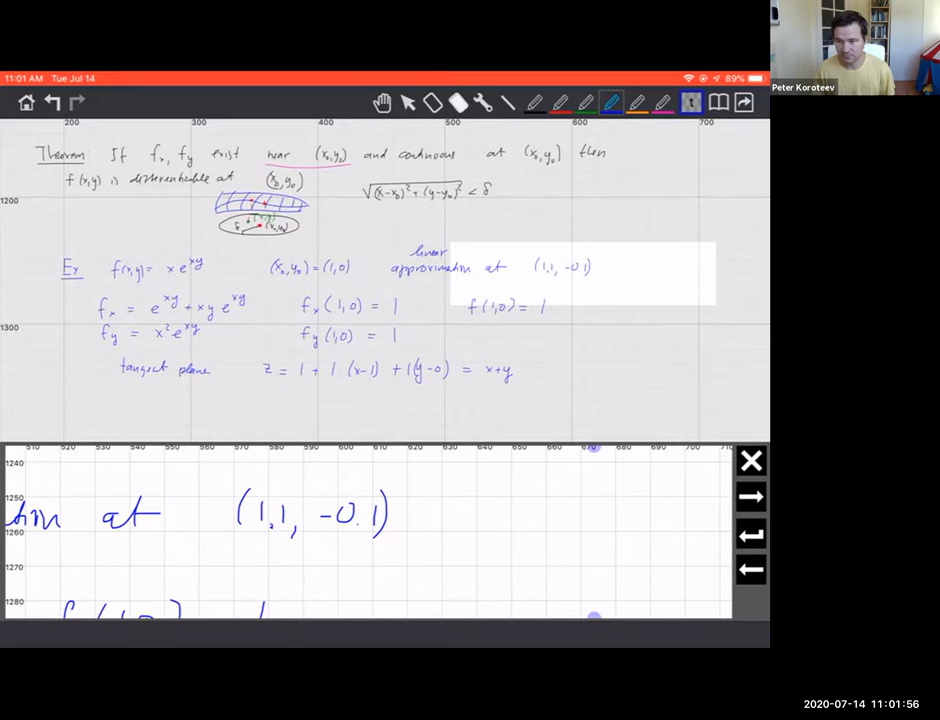 11:01 AM Tue Jul 14
89%
Peter Koroteev
t
200 300 400 500 600 700
Theorem: If fx, fy exist near (x₀,y₀) and continuous at (x₀,y₀) then
f(x,y) is differentiable at (x₀,y₀)
√(x-x₀)²+(y-y₀)² < δ
1200
(x,y)
δ (x₀,y₀)
linear
Ex f(x,y)= x e^xy (x₀,y₀)=(1,0) approximation at (1.1, -0.1)
fx = e^xy + xy e^xy fx(1,0) = 1 f(1,0) = 1
1300
fy = x² e^xy fy(1,0) = 1
tangent plane z = 1 + 1 (x-1) + 1(y-0) = x+y
510 520 530 540 550 560 570 580 590 600 610 620 630 640 650 660 670 680 690 700 71
1240
1250
tion at (1.1, -0.1)
1260
1270
1280
f(1,0) 1
2020-07-14 11:01:56